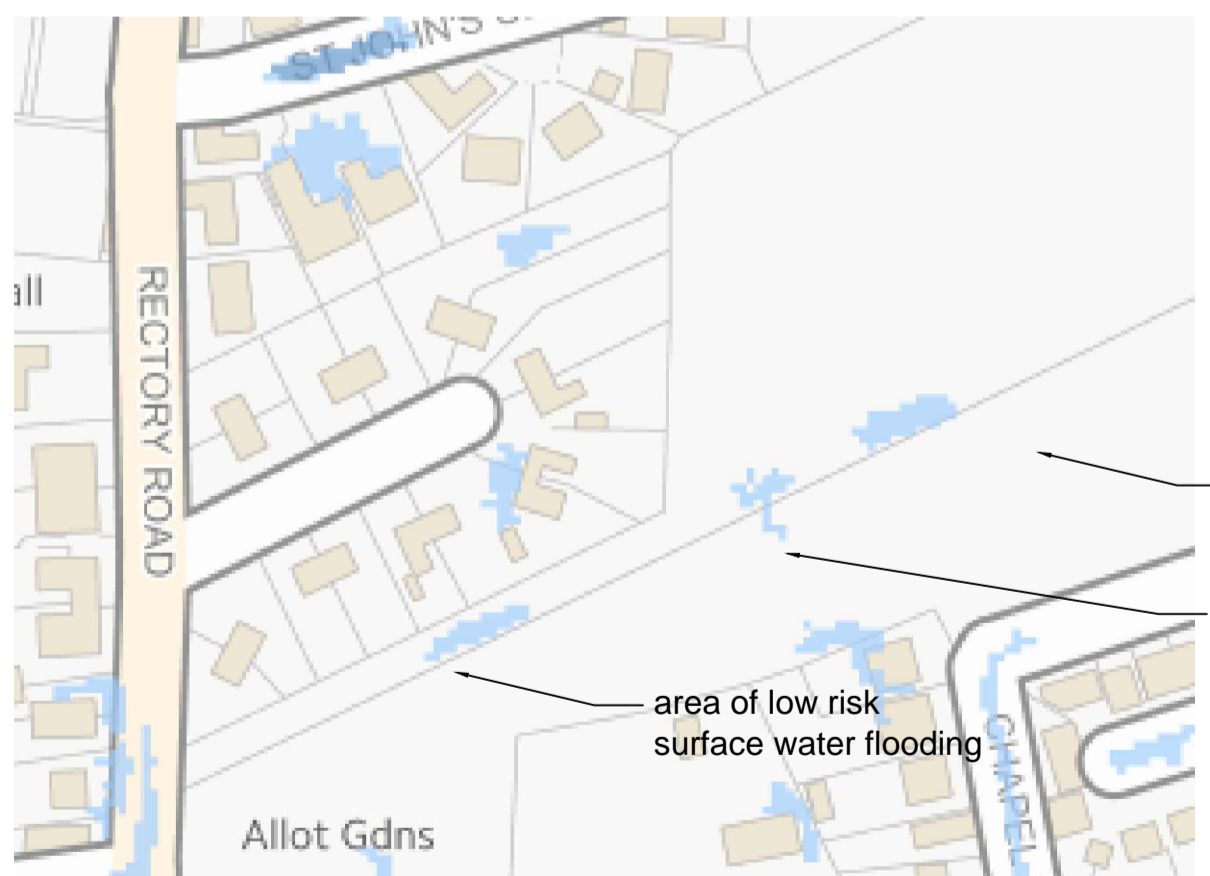 ST JOHN'S
all
RECTORY ROAD
area of low risk
surface water flooding
CHAPEL
Allot Gdns